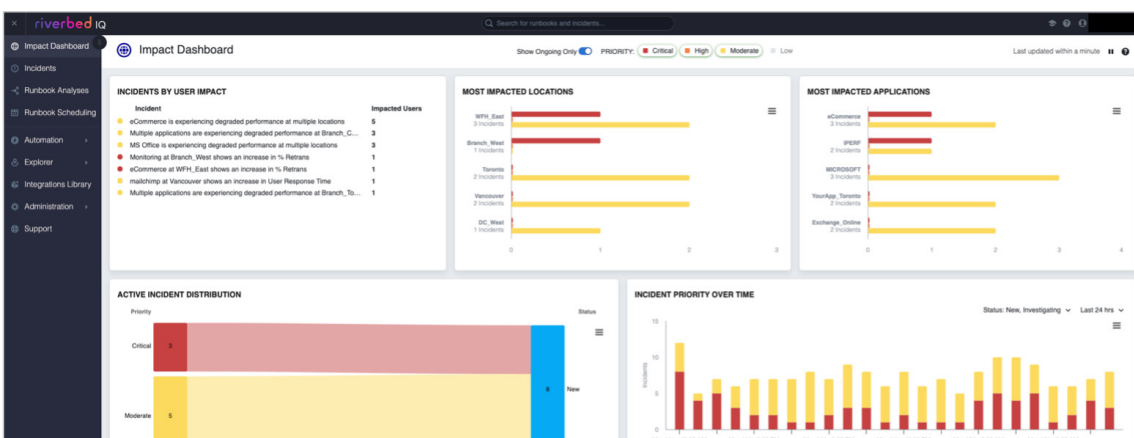 × riverbed IQ
Search for runbooks and incidents...
Impact Dashboard
Incidents
Runbook Analyses
Runbook Scheduling
Automation
Explorer
Integrations Library
Administration
Support
Impact Dashboard
Show Ongoing Only PRIORITY: Critical High Moderate Low
Last updated within a minute
INCIDENTS BY USER IMPACT
Incident Impacted Users
eCommerce is experiencing degraded performance at multiple locations 5
Multiple applications are experiencing degraded performance at Branch_C... 3
MS Office is experiencing degraded performance at multiple locations 3
Monitoring at Branch_West shows an increase in % Retrans 1
eCommerce at WFH_East shows an increase in % Retrans 1
mailchimp at Vancouver shows an increase in User Response Time 1
Multiple applications are experiencing degraded performance at Branch_To... 1
MOST IMPACTED LOCATIONS
WFH_East
3 Incidents
Branch_West
1 Incidents
Toronto
2 Incidents
Vancouver
2 Incidents
DC_West
1 Incidents
0 1 2 3
MOST IMPACTED APPLICATIONS
eCommerce
3 Incidents
IPERF
2 Incidents
MICROSOFT
3 Incidents
YourApp_Toronto
2 Incidents
Exchange_Online
2 Incidents
0 1 2 3 4
ACTIVE INCIDENT DISTRIBUTION
Priority Status
Critical 3
8 New
Moderate 5
INCIDENT PRIORITY OVER TIME
Status: New, Investigating Last 24 hrs
15
10
5
0
Incidents